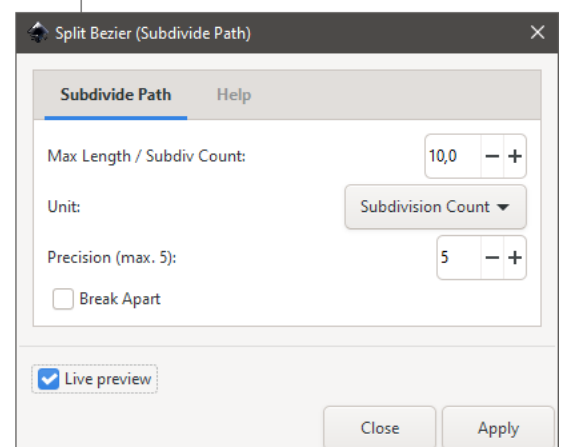 Split Bezier (Subdivide Path)
Subdivide Path Help
Max Length / Subdiv Count: 10,0
Unit: Subdivision Count
Precision (max. 5): 5
Break Apart
Live preview
Close Apply